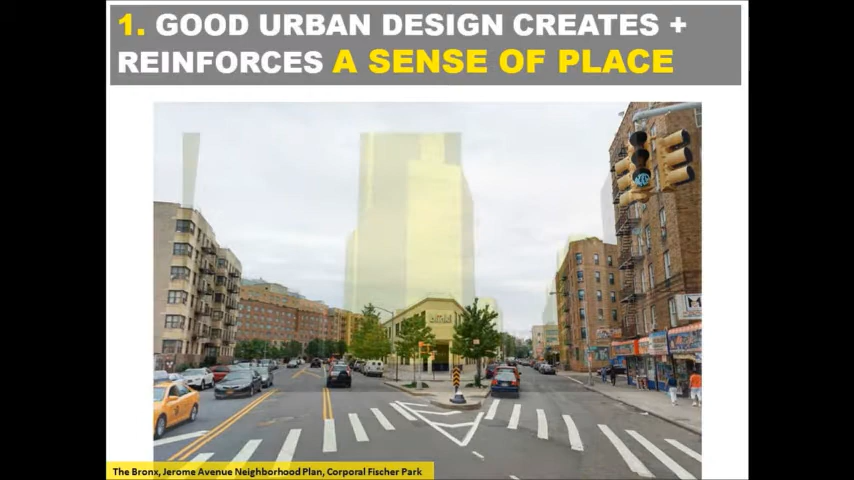 1. GOOD URBAN DESIGN CREATES +
REINFORCES A SENSE OF PLACE
The Bronx, Jerome Avenue Neighborhood Plan, Corporal Fischer Park